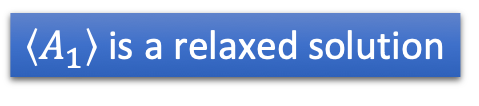 ⟨A₁⟩ is a relaxed solution